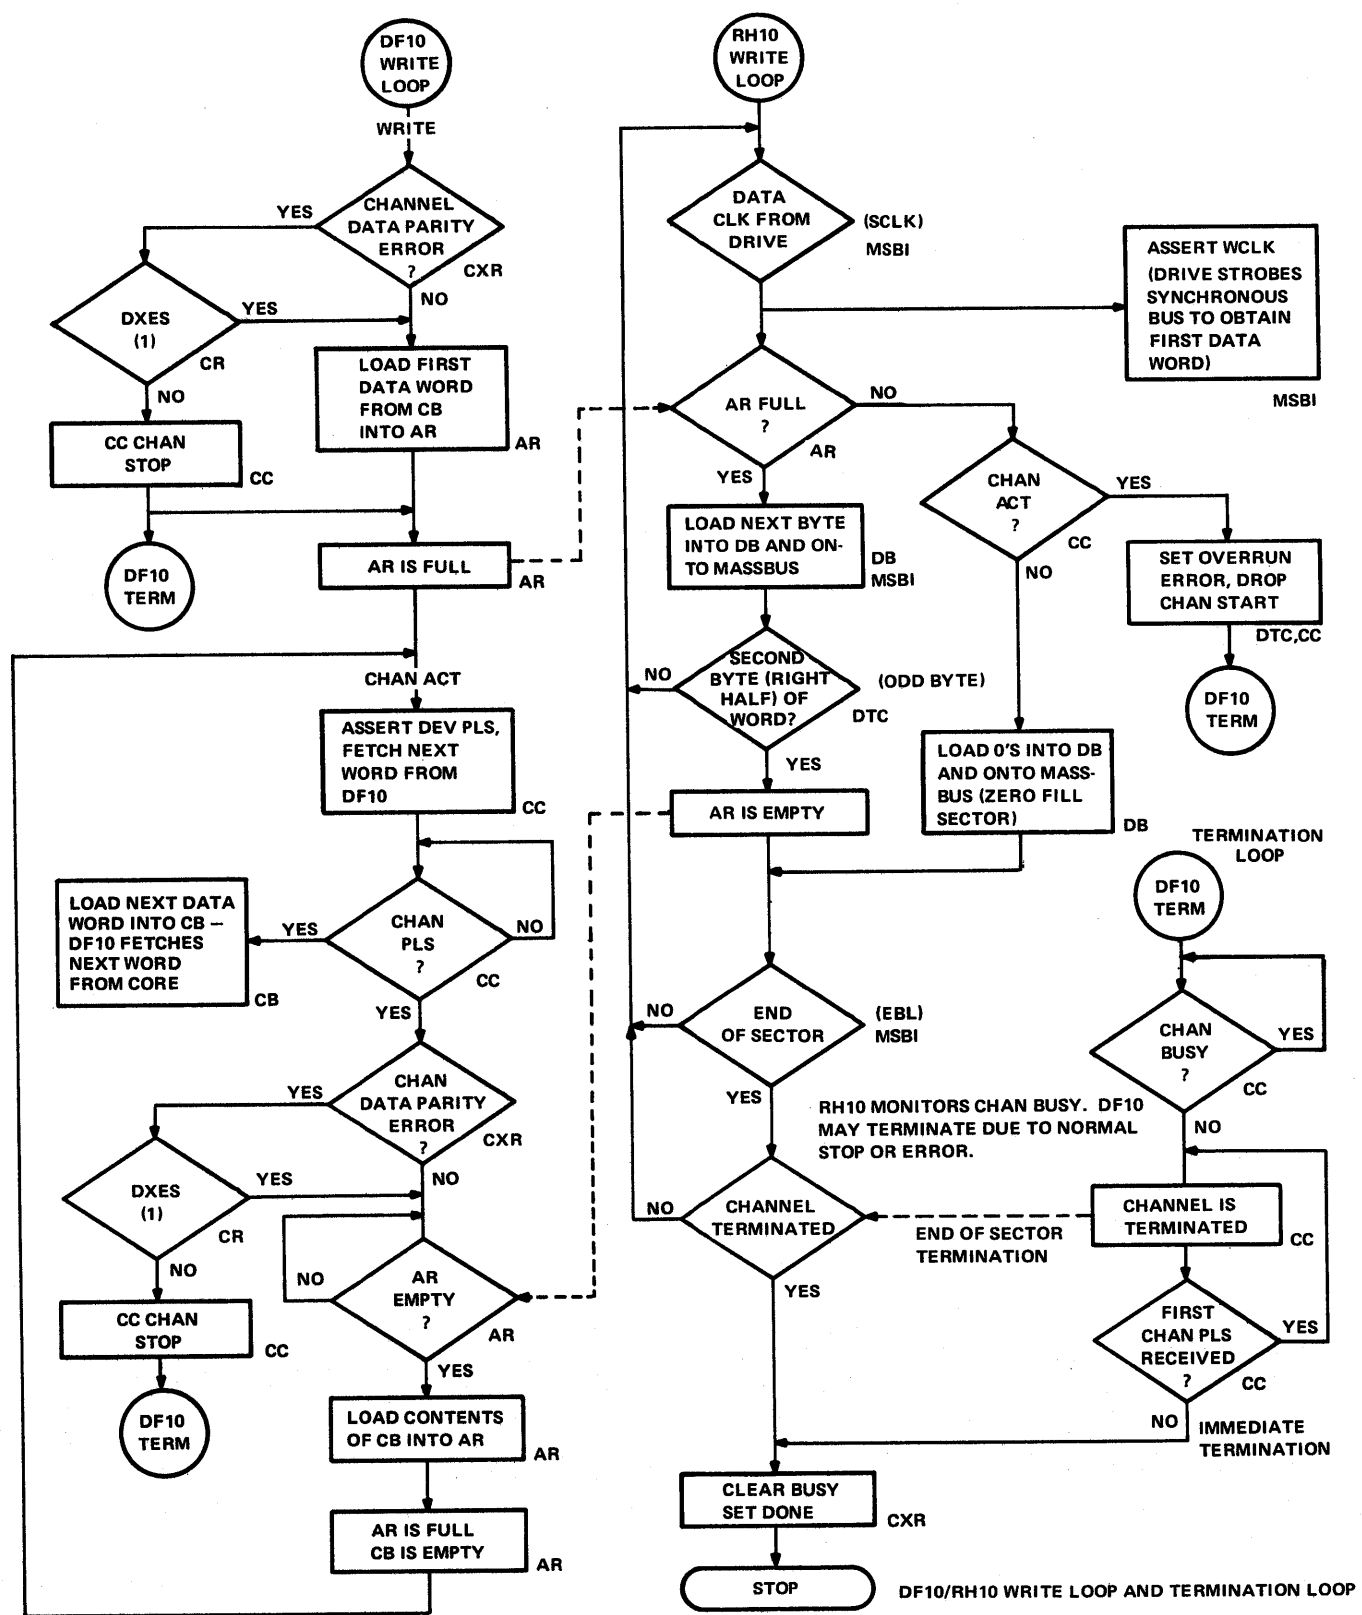 DF10
WRITE
LOOP
WRITE
CHANNEL
DATA PARITY
ERROR
?
CXR
YES
NO
DXES
(1)
CR
YES
NO
CC CHAN
STOP
CC
DF10
TERM
LOAD FIRST
DATA WORD
FROM CB
INTO AR
AR
AR IS FULL
AR
CHAN ACT
ASSERT DEV PLS,
FETCH NEXT
WORD FROM
DF10
CC
CHAN
PLS
?
CC
NO
YES
LOAD NEXT DATA
WORD INTO CB –
DF10 FETCHES
NEXT WORD
FROM CORE
CB
YES
CHAN
DATA PARITY
ERROR
?
CXR
YES
NO
DXES
(1)
CR
YES
NO
CC CHAN
STOP
CC
DF10
TERM
AR
EMPTY
?
AR
NO
YES
LOAD CONTENTS
OF CB INTO AR
AR
AR IS FULL
CB IS EMPTY
AR
RH10
WRITE
LOOP
DATA
CLK FROM
DRIVE
(SCLK)
MSBI
ASSERT WCLK
(DRIVE STROBES
SYNCHRONOUS
BUS TO OBTAIN
FIRST DATA
WORD)
MSBI
AR FULL
?
AR
NO
YES
CHAN
ACT
?
CC
YES
NO
SET OVERRUN
ERROR, DROP
CHAN START
DTC,CC
DF10
TERM
LOAD NEXT BYTE
INTO DB AND ON-
TO MASSBUS
DB
MSBI
SECOND
BYTE (RIGHT
HALF) OF
WORD?
(ODD BYTE)
DTC
NO
YES
LOAD 0'S INTO DB
AND ONTO MASS-
BUS (ZERO FILL
SECTOR)
DB
AR IS EMPTY
END
OF SECTOR
(EBL)
MSBI
NO
YES
CHANNEL
TERMINATED
NO
YES
CLEAR BUSY
SET DONE
CXR
STOP
TERMINATION
LOOP
DF10
TERM
CHAN
BUSY
?
CC
YES
NO
RH10 MONITORS CHAN BUSY. DF10
MAY TERMINATE DUE TO NORMAL
STOP OR ERROR.
CHANNEL IS
TERMINATED
CC
END OF SECTOR
TERMINATION
FIRST
CHAN PLS
RECEIVED
?
CC
YES
NO
IMMEDIATE
TERMINATION
DF10/RH10 WRITE LOOP AND TERMINATION LOOP